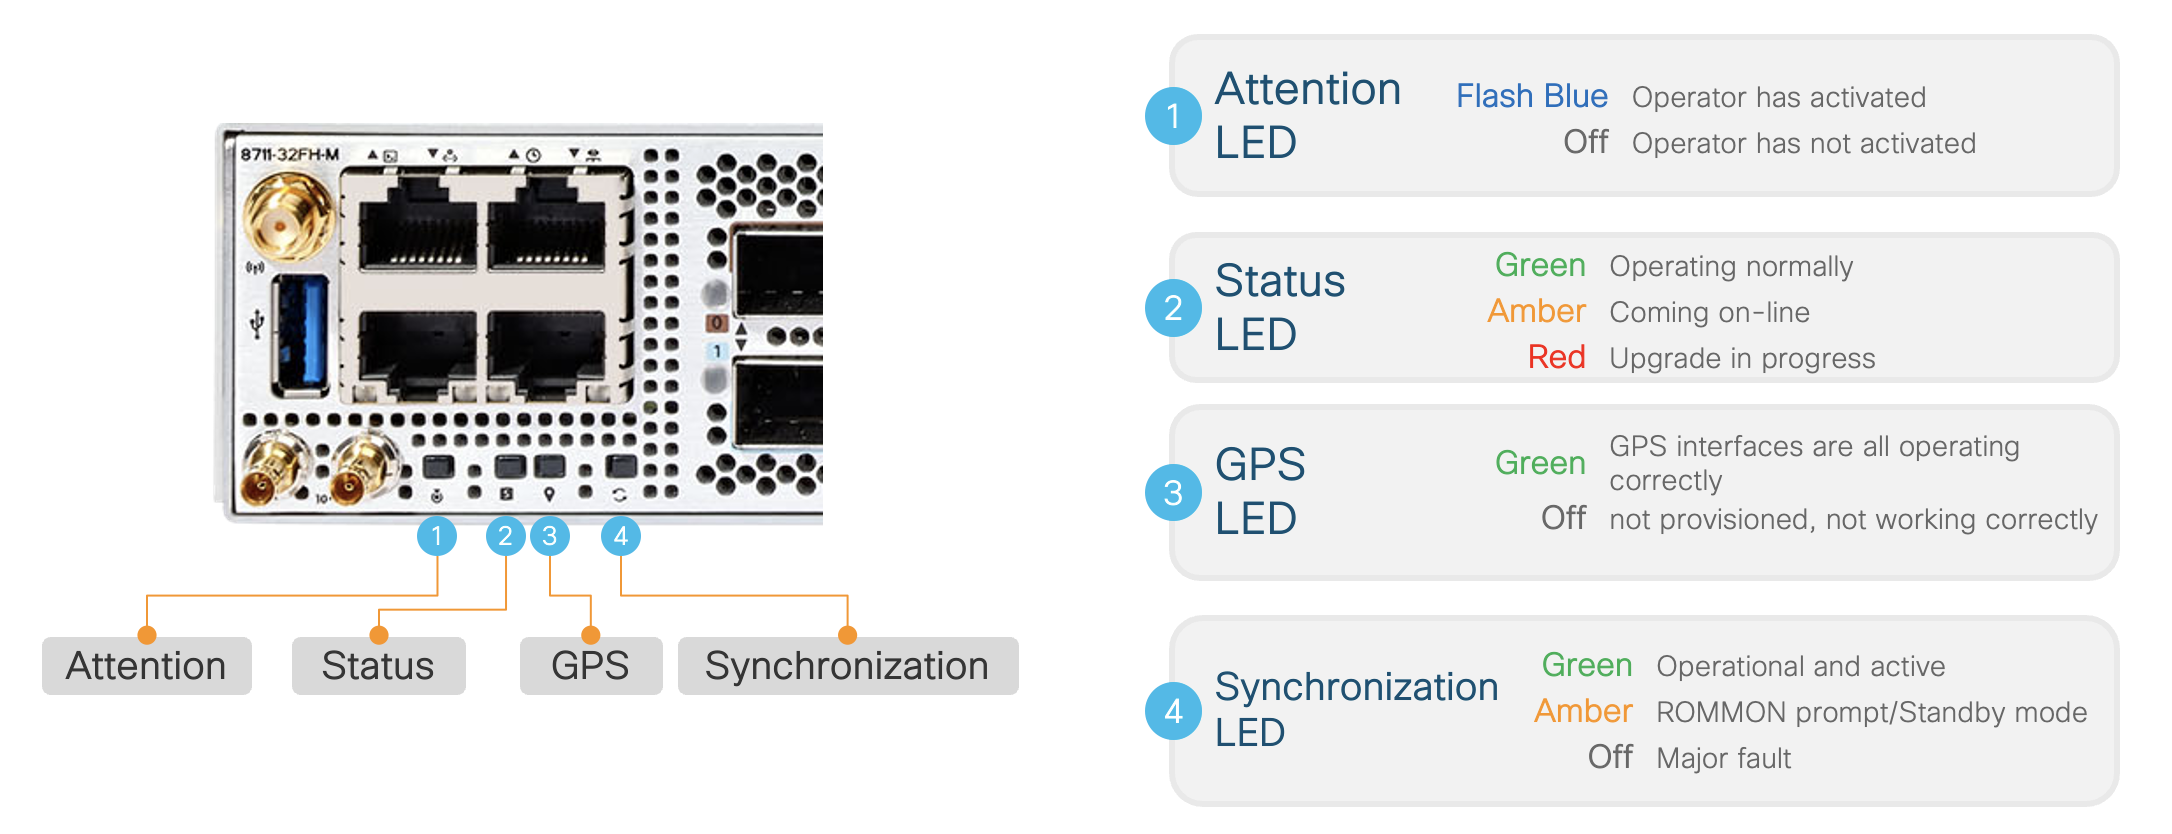 8711-32FH-M
0
1
10
1
2
3
4
Attention
Status
GPS
Synchronization
1
Attention
LED
Flash Blue Operator has activated
Off Operator has not activated
2
Status
LED
Green Operating normally
Amber Coming on-line
Red Upgrade in progress
3
GPS
LED
Green GPS interfaces are all operating
correctly
Off not provisioned, not working correctly
4
Synchronization
LED
Green Operational and active
Amber ROMMON prompt/Standby mode
Off Major fault